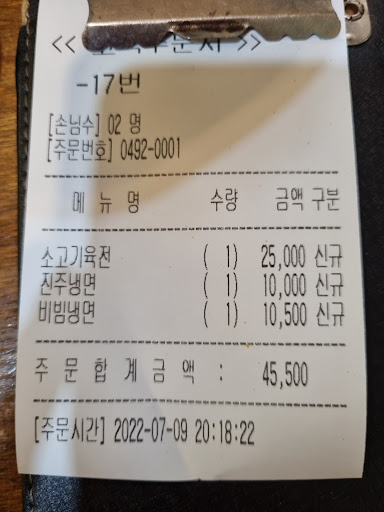 -17번
[손님수] 02 명
[주문번호] 0492-0001
메 뉴 명 수량 금액 구분
소고기육전 ( 1) 25,000 신규
진주냉면 ( 1) 10,000 신규
비빔냉면 ( 1) 10,500 신규
주 문 합 계 금 액 : 45,500
[주문시간] 2022-07-09 20:18:22